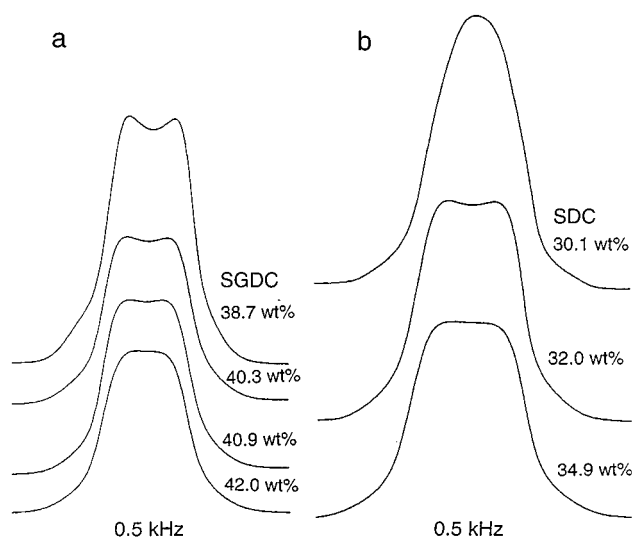 a
SGDC
38.7 wt%
40.3 wt%
40.9 wt%
42.0 wt%
0.5 kHz
b
SDC
30.1 wt%
32.0 wt%
34.9 wt%
0.5 kHz